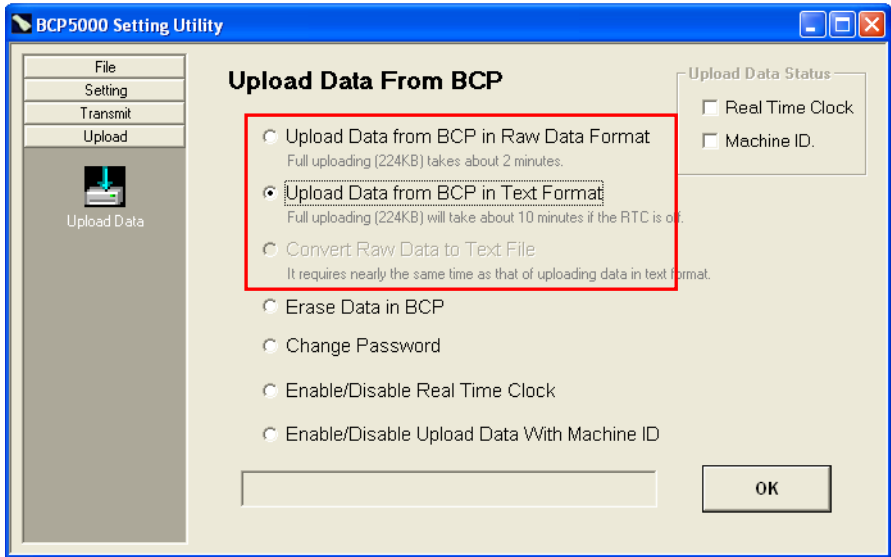 BCP5000 Setting Utility
File
Setting
Transmit
Upload
Upload Data
Upload Data From BCP
Upload Data Status
Real Time Clock
Machine ID.
Upload Data from BCP in Raw Data Format
Full uploading (224KB) takes about 2 minutes.
Upload Data from BCP in Text Format
Full uploading (224KB) will take about 10 minutes if the RTC is off.
Convert Raw Data to Text File
It requires nearly the same time as that of uploading data in text format.
Erase Data in BCP
Change Password
Enable/Disable Real Time Clock
Enable/Disable Upload Data With Machine ID
OK